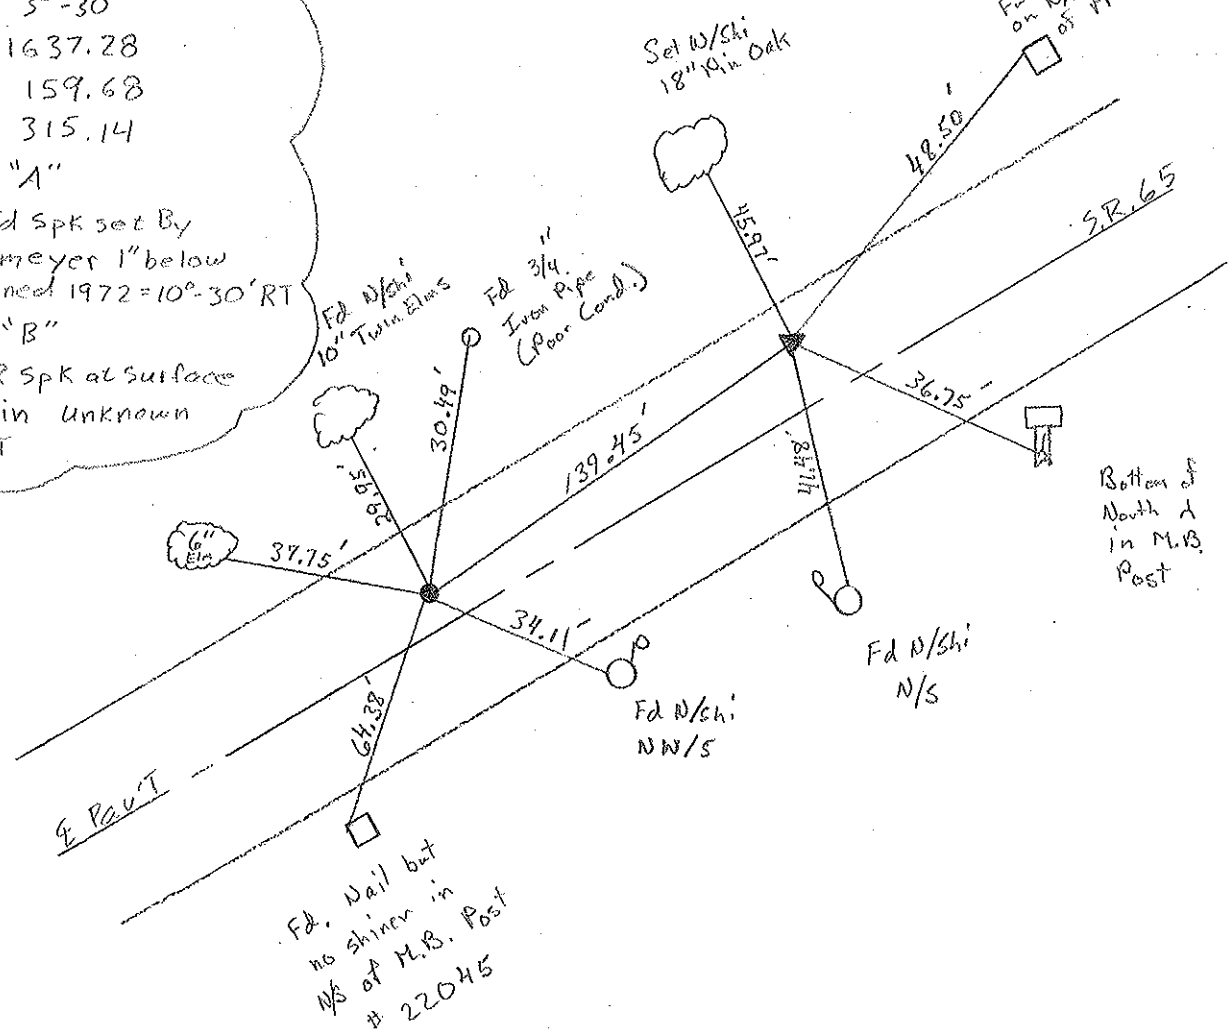 3°-30'
1637.28
159.68
315.14
"A"
d spk set By
meyer 1" below
ned 1972 = 10°-30' RT
"B"
R spk at surface
in unknown
T
Set N/Shi
18" Pin Oak
on
of
48.50'
45.97'
S.R. 65
Fd N/Shi
10" Twin Elms
Fd 3/4"
Iron Pipe
(Poor Cond.)
30.49'
29.95'
139.45'
36.75'
41.48'
6"
Elm
37.75'
34.11'
64.38'
Bottom of
North
in M.B.
Post
Fd N/Shi
N/S
Fd N/Shi
NW/S
℄ Pav'T
Fd. Nail but
no shiner in
N/S of M.B. Post
# 22045